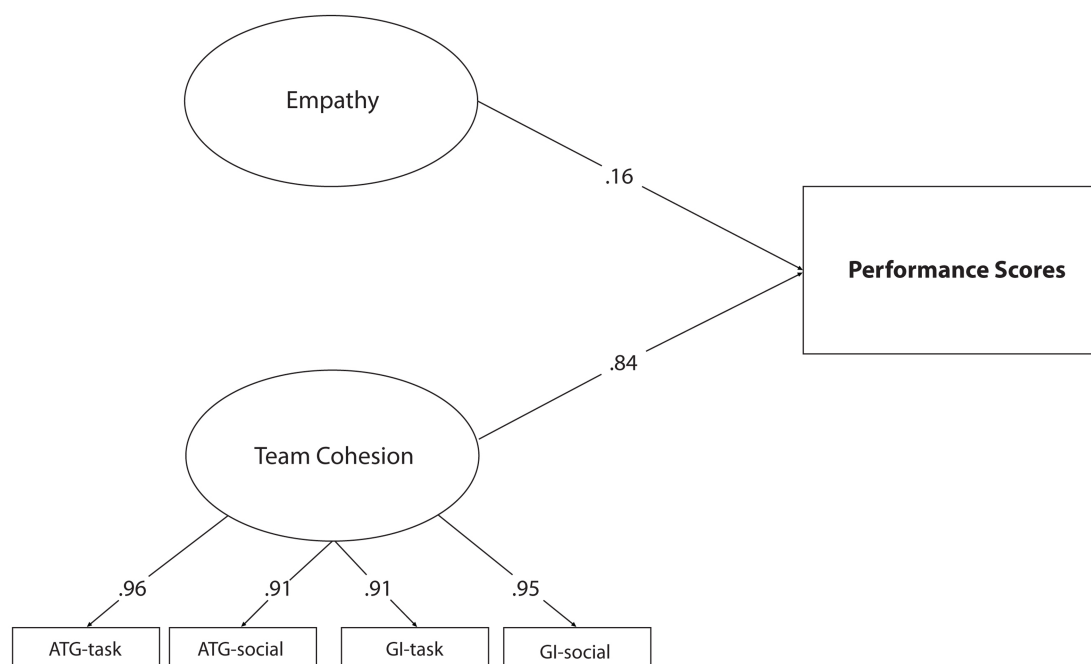 Empathy
.16
Performance Scores
.84
Team Cohesion
.96
.91
.91
.95
ATG-task
ATG-social
GI-task
GI-social